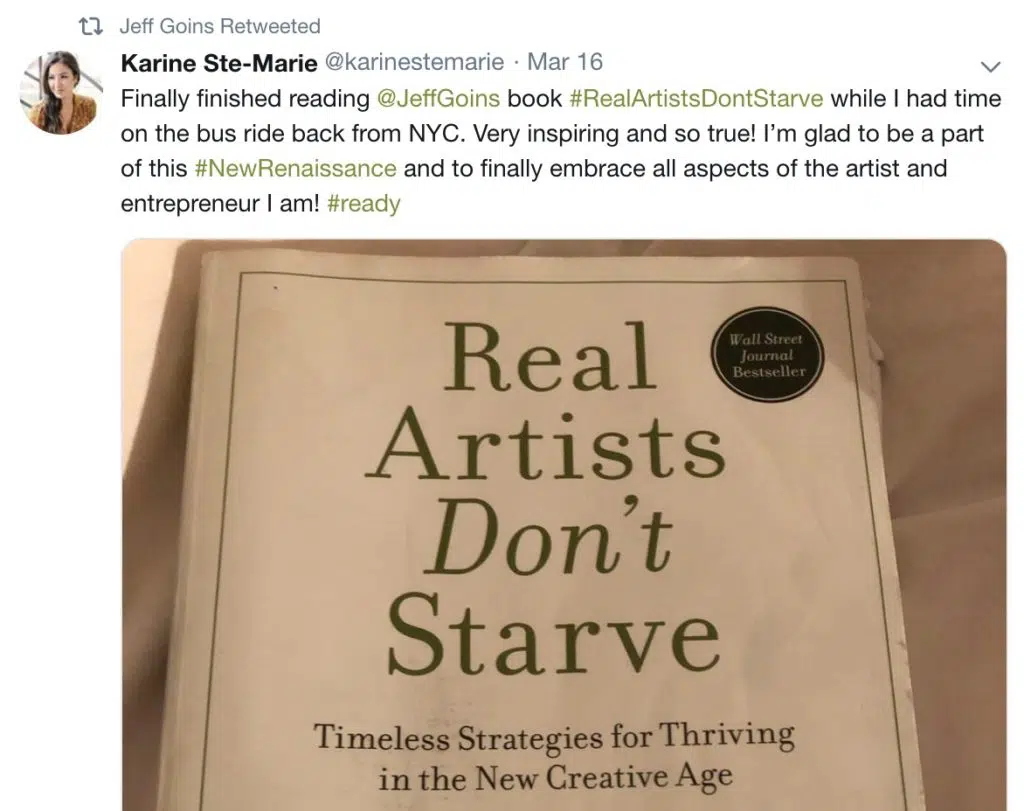 Jeff Goins Retweeted
Karine Ste-Marie @karinestemarie · Mar 16
Finally finished reading @JeffGoins book #RealArtistsDontStarve while I had time
on the bus ride back from NYC. Very inspiring and so true! I’m glad to be a part
of this #NewRenaissance and to finally embrace all aspects of the artist and
entrepreneur I am! #ready
Real
Wall Street
Journal
Bestseller
Artists
Don't
Starve
Timeless Strategies for Thriving
in the New Creative Age